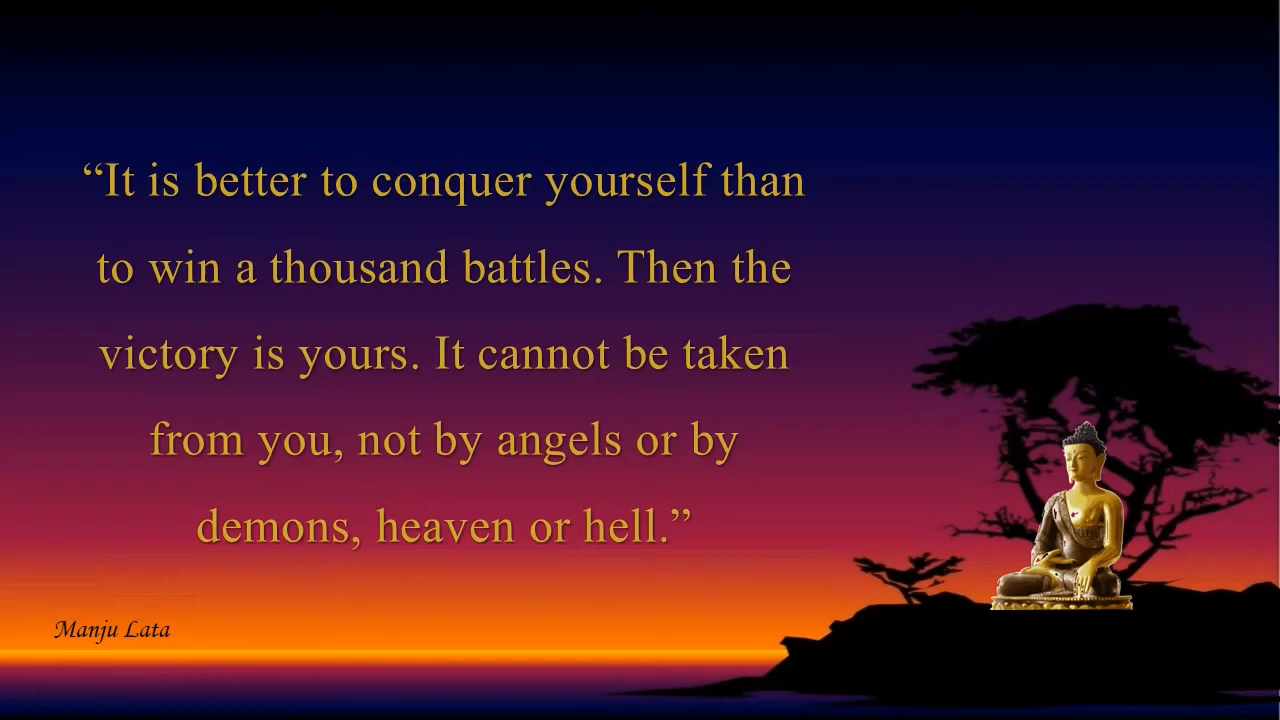 “It is better to conquer yourself than
to win a thousand battles. Then the
victory is yours. It cannot be taken
from you, not by angels or by
demons, heaven or hell.”
Manju Lata